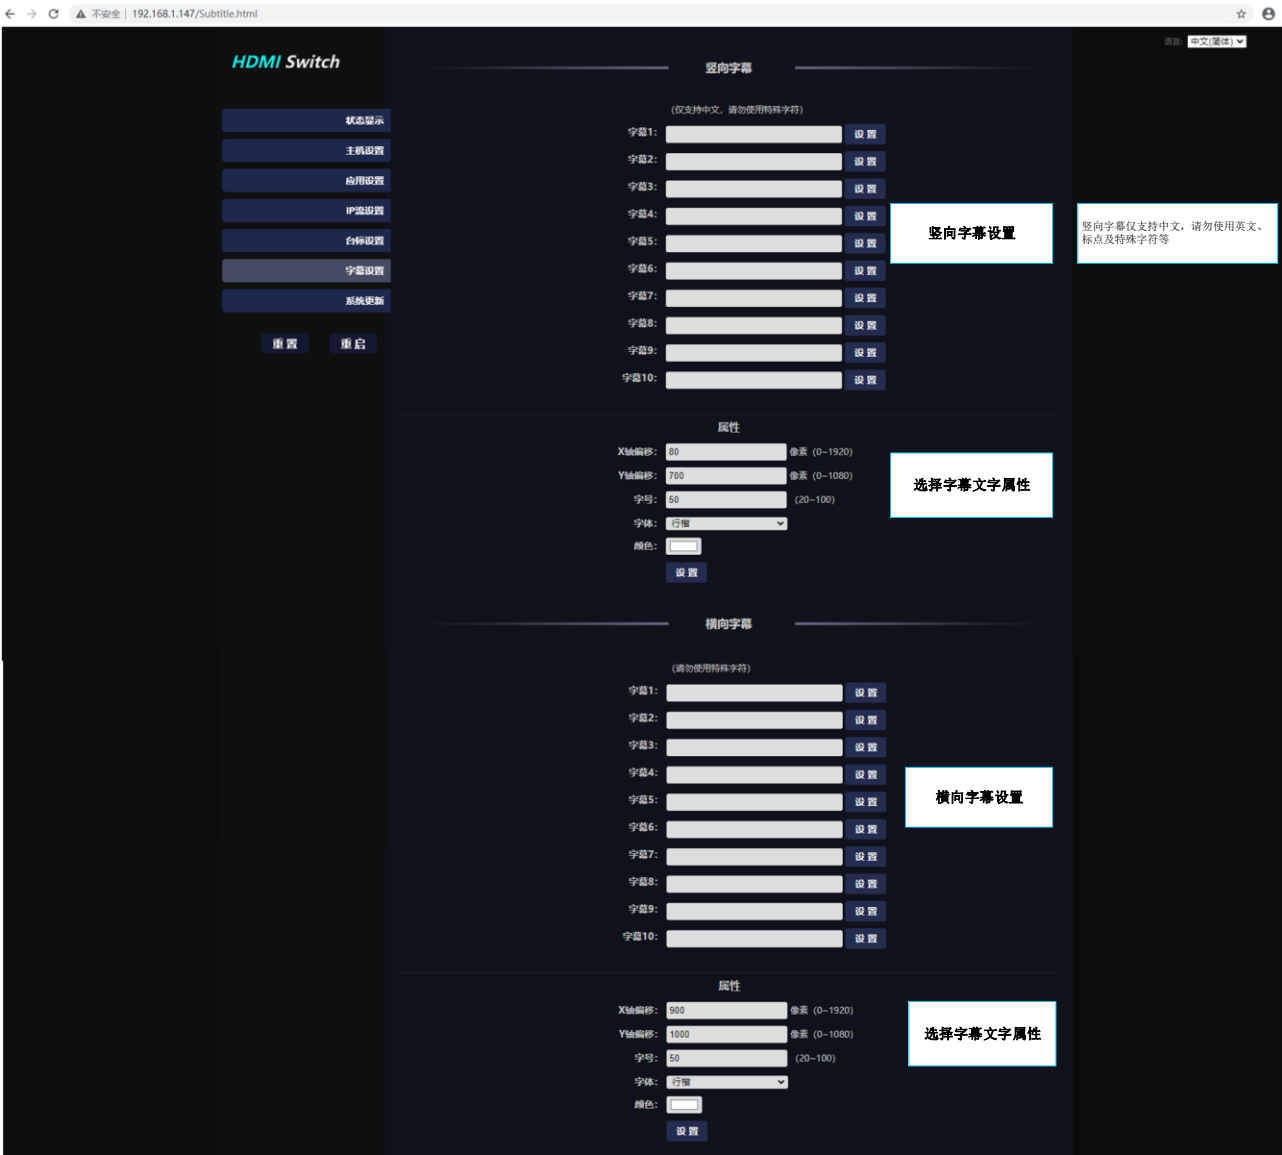 不安全 | 192.168.1.147/Subtitle.html
语言: 中文(简体)
HDMI Switch
状态显示
主机设置
应用设置
IP流设置
台标设置
字幕设置
系统更新
重置 重启
竖向字幕
(仅支持中文，请勿使用特殊字符)
字幕1: 设置
字幕2: 设置
字幕3: 设置
字幕4: 设置
字幕5: 设置
字幕6: 设置
字幕7: 设置
字幕8: 设置
字幕9: 设置
字幕10: 设置
竖向字幕设置
竖向字幕仅支持中文，请勿使用英文、
标点及特殊字符等
属性
X轴偏移: 80 像素 (0~1920)
Y轴偏移: 700 像素 (0~1080)
字号: 50 (20~100)
字体: 行楷
颜色:
设置
选择字幕文字属性
横向字幕
(请勿使用特殊字符)
字幕1: 设置
字幕2: 设置
字幕3: 设置
字幕4: 设置
字幕5: 设置
字幕6: 设置
字幕7: 设置
字幕8: 设置
字幕9: 设置
字幕10: 设置
横向字幕设置
属性
X轴偏移: 900 像素 (0~1920)
Y轴偏移: 1000 像素 (0~1080)
字号: 50 (20~100)
字体: 行楷
颜色:
设置
选择字幕文字属性